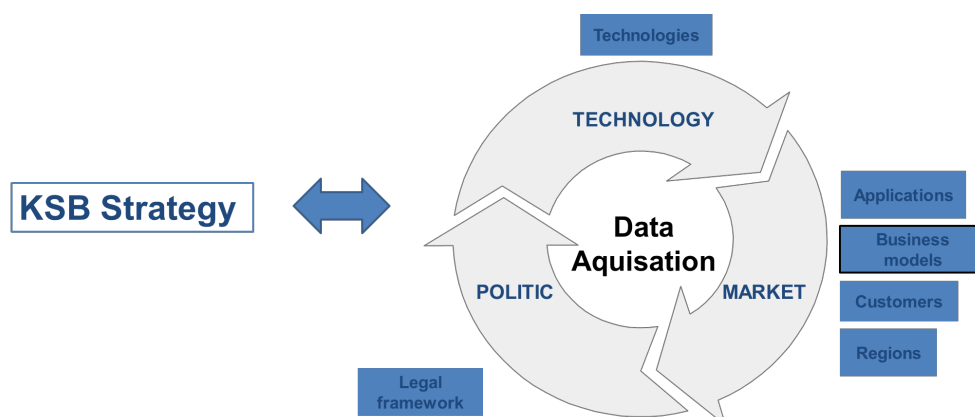 Technologies
TECHNOLOGY
KSB Strategy
Data
Aquisation
Applications
Business
models
POLITIC
MARKET
Customers
Regions
Legal
framework